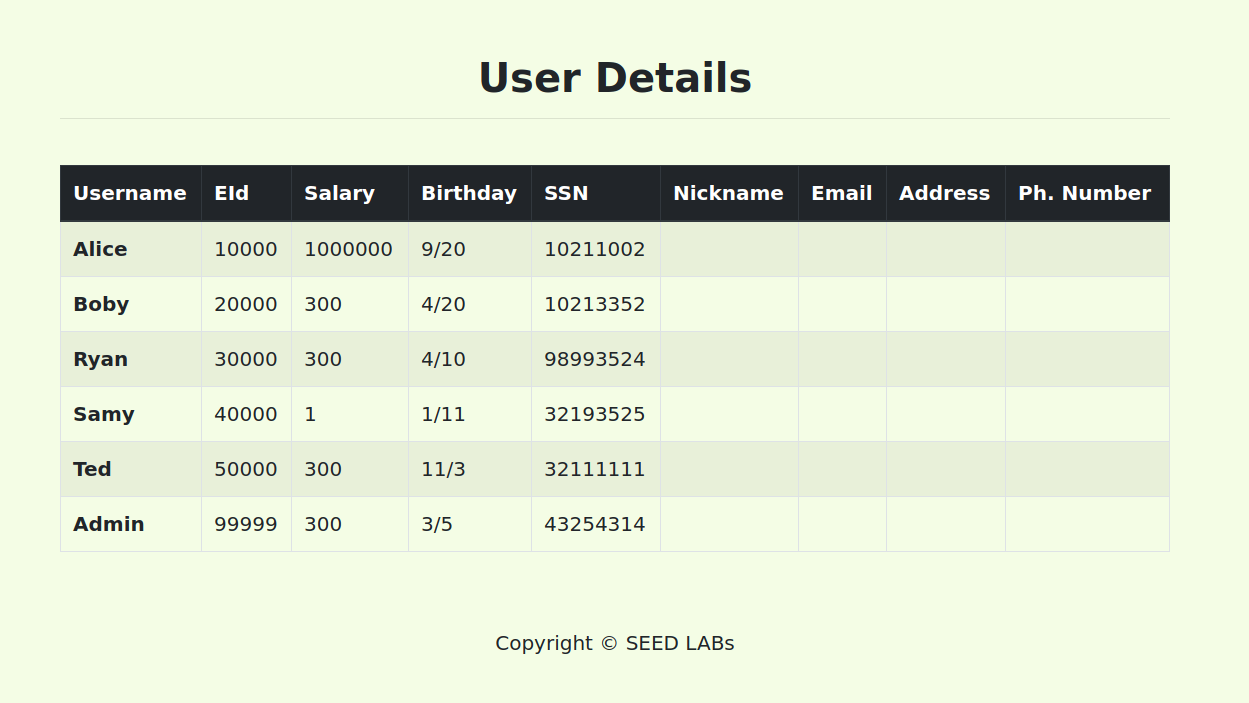 User Details
Username EId Salary Birthday SSN Nickname Email Address Ph. Number
Alice 10000 1000000 9/20 10211002
Boby 20000 300 4/20 10213352
Ryan 30000 300 4/10 98993524
Samy 40000 1 1/11 32193525
Ted 50000 300 11/3 32111111
Admin 99999 300 3/5 43254314
Copyright © SEED LABs